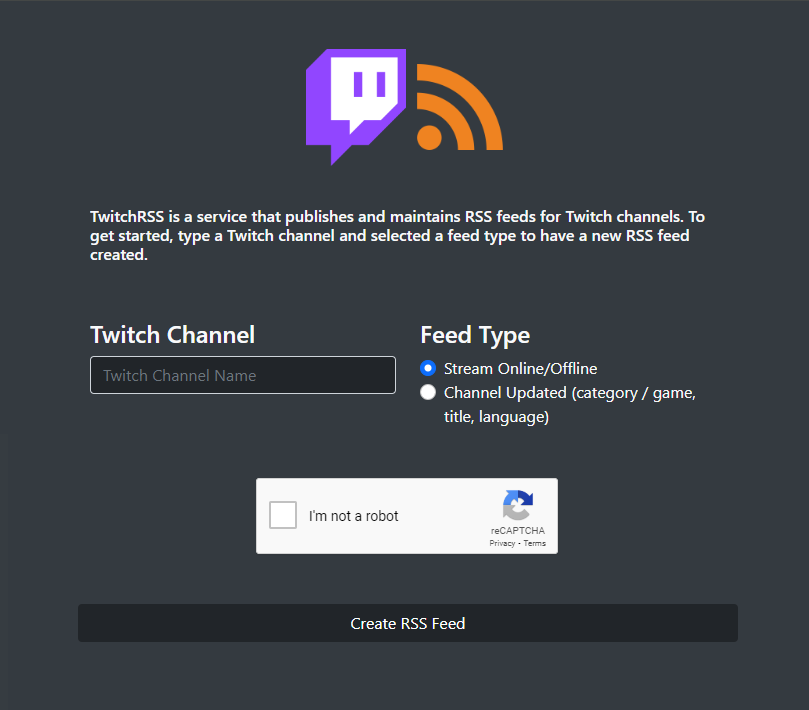 TwitchRSS is a service that publishes and maintains RSS feeds for Twitch channels. To
get started, type a Twitch channel and selected a feed type to have a new RSS feed
created.
Twitch Channel
Twitch Channel Name
Feed Type
Stream Online/Offline
Channel Updated (category / game,
title, language)
I'm not a robot
reCAPTCHA
Privacy - Terms
Create RSS Feed